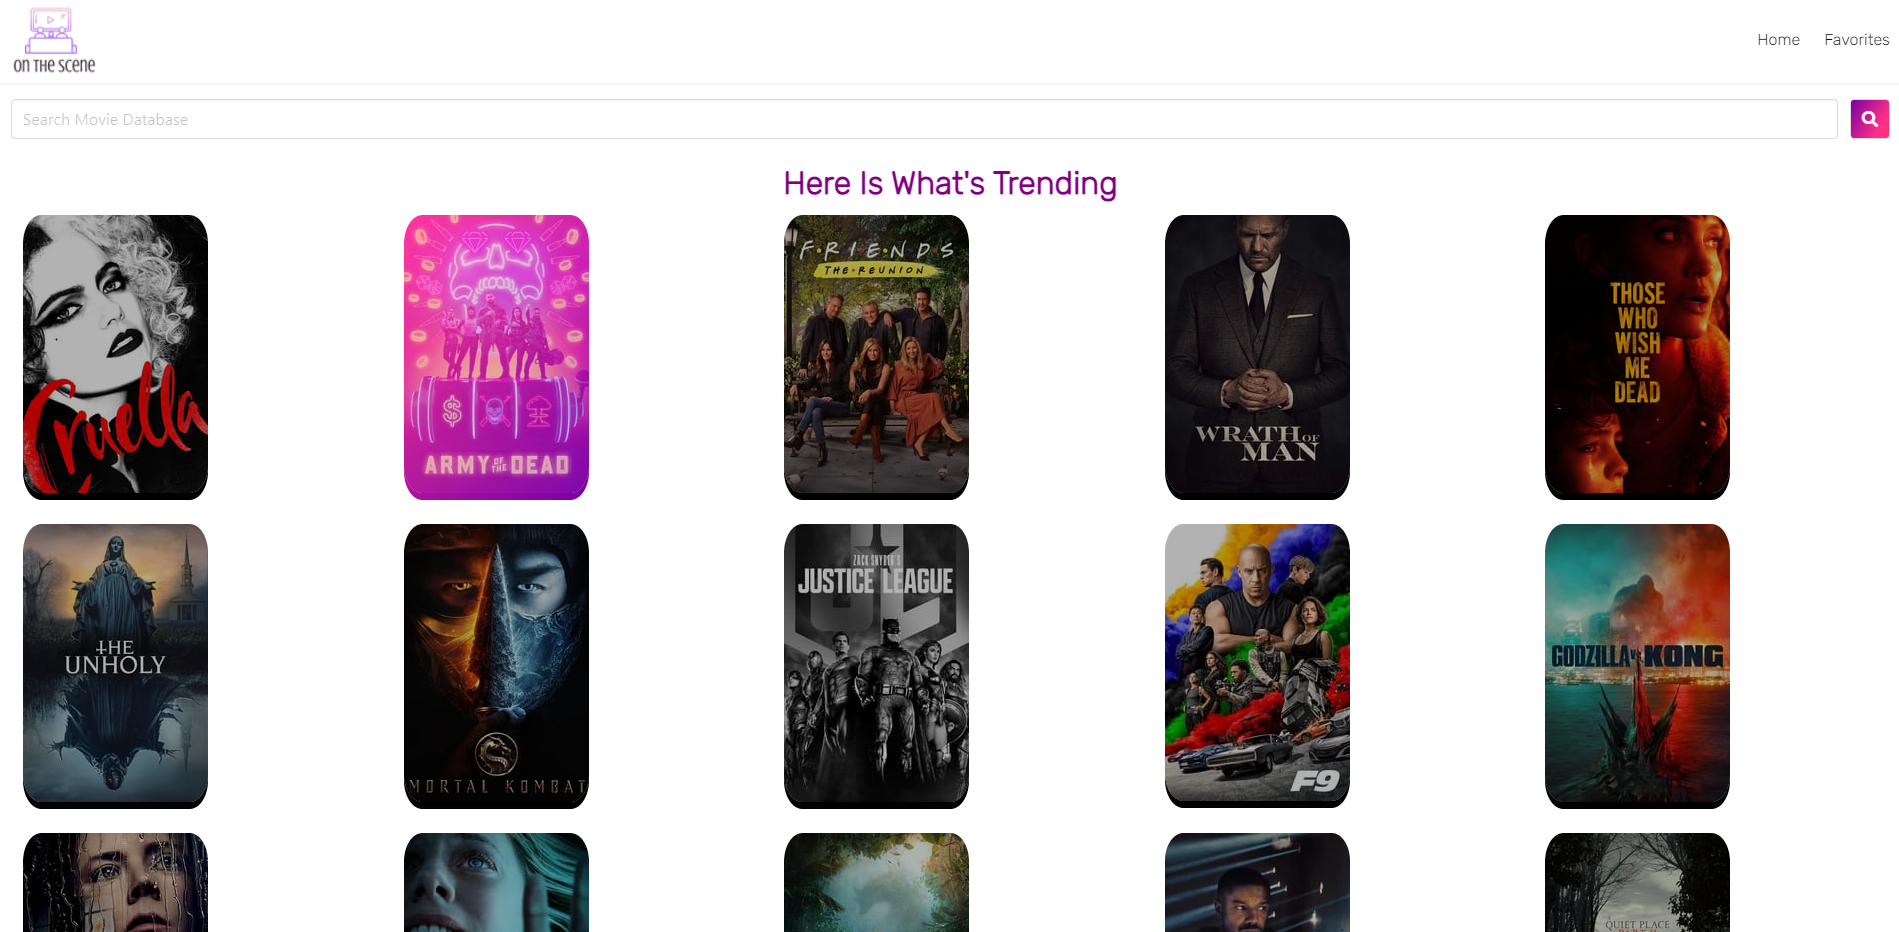 ON THE SCENE
Home
Favorites
Search Movie Database
Here Is What's Trending
Cruella
ARMY OF THE DEAD
F·R·I·E·N·D·S
THE·REUNION
WRATH OF
MAN
THOSE
WHO
WISH
ME
DEAD
THE
UNHOLY
MORTAL KOMBAT
ZACK SNYDER'S
JUSTICE LEAGUE
F9
GODZILLA VS. KONG
QUIET PLACE
PART II